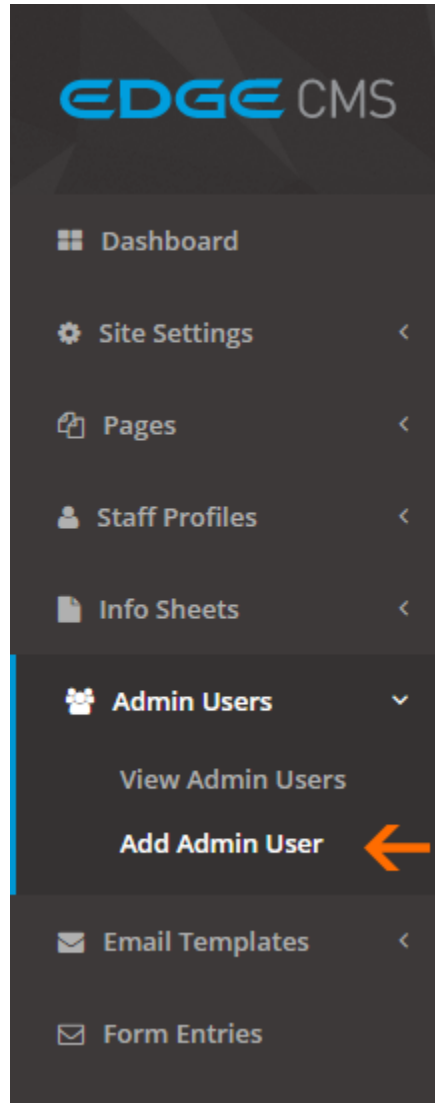 EDGE CMS
Dashboard
Site Settings
Pages
Staff Profiles
Info Sheets
Admin Users
View Admin Users
Add Admin User
Email Templates
Form Entries